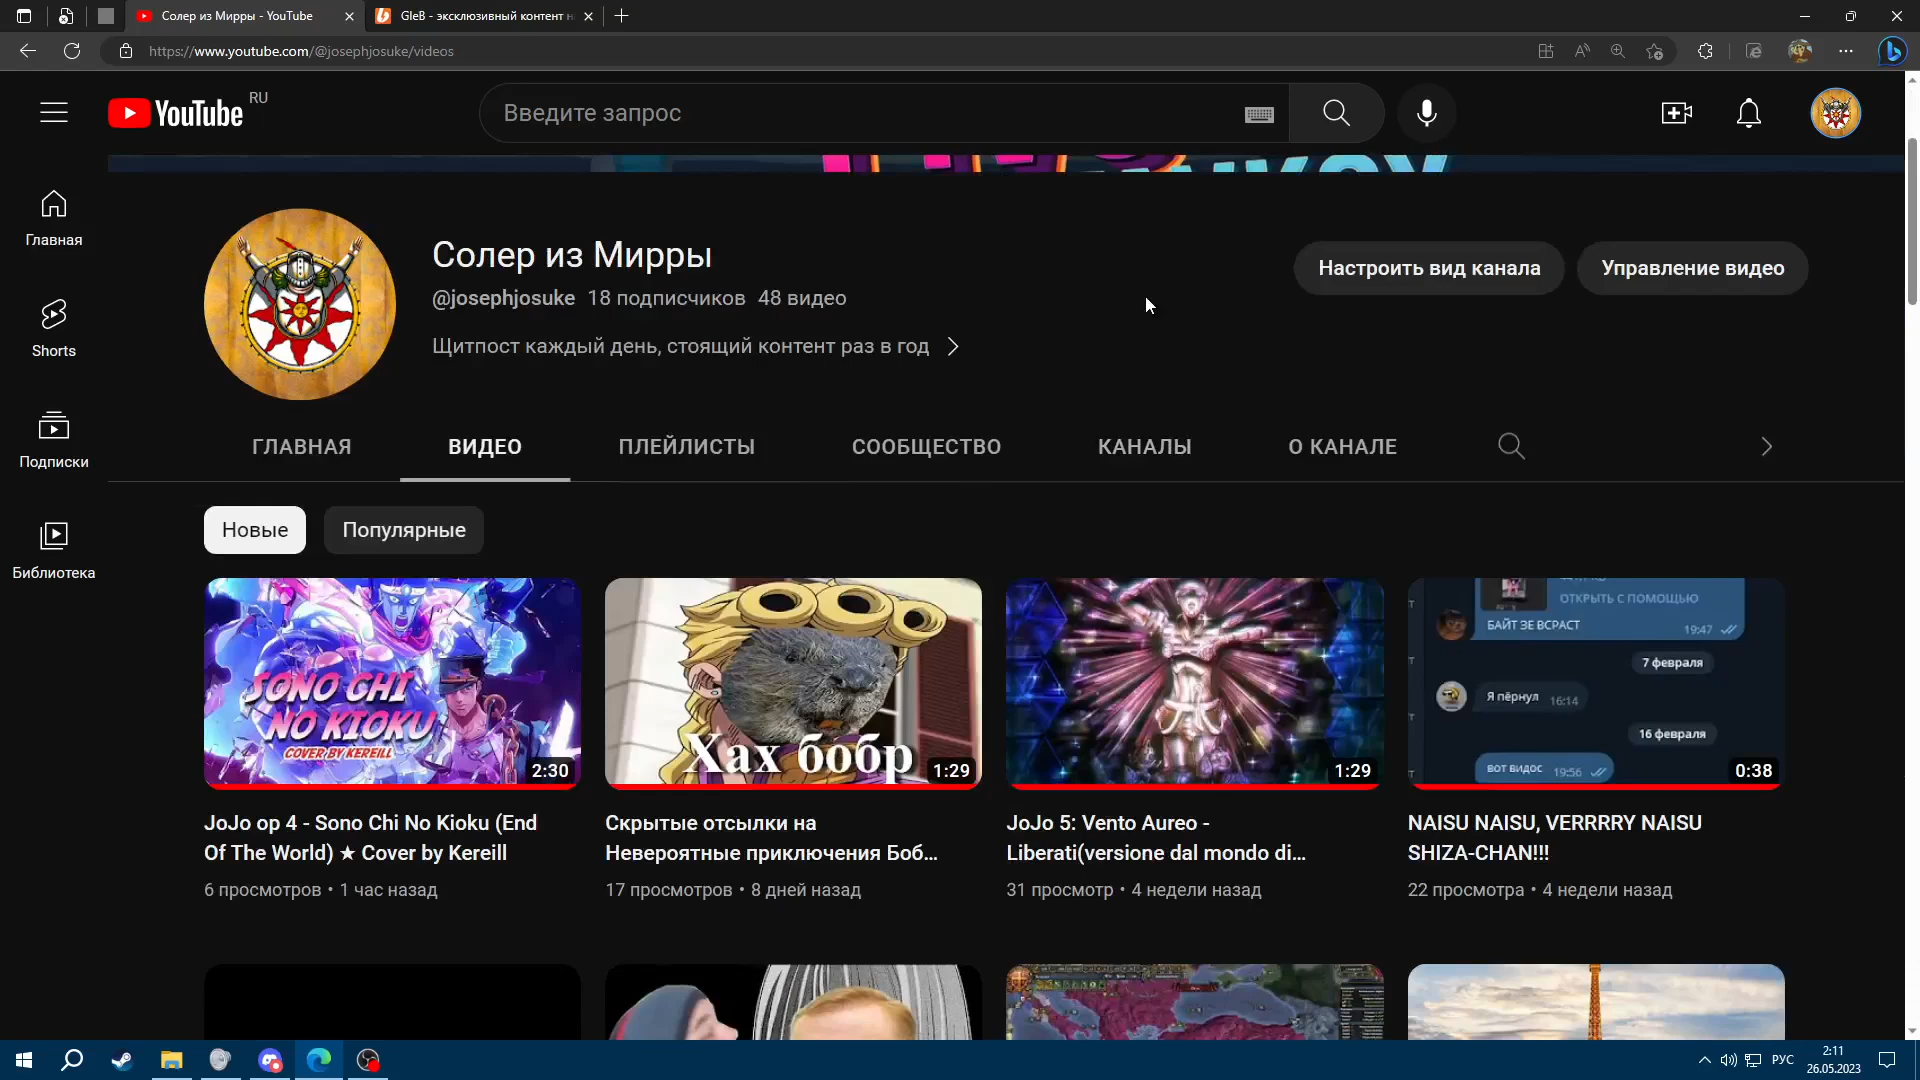 Солер из Мирры - YouTube
GleB - эксклюзивный контент н
https://www.youtube.com/@josephjosuke/videos
YouTube RU
Введите запрос
Главная
Shorts
Подписки
Библиотека
Солер из Мирры
@josephjosuke 18 подписчиков 48 видео
Щитпост каждый день, стоящий контент раз в год
Настроить вид канала
Управление видео
ГЛАВНАЯ ВИДЕО ПЛЕЙЛИСТЫ СООБЩЕСТВО КАНАЛЫ О КАНАЛЕ
Новые Популярные
SONO CHI
NO KIOKU
COVER BY KEREILL
2:30
JoJo op 4 - Sono Chi No Kioku (End
Of The World) ★ Cover by Kereill
6 просмотров • 1 час назад
Хах бобр
1:29
Скрытые отсылки на
Невероятные приключения Боб...
17 просмотров • 8 дней назад
1:29
JoJo 5: Vento Aureo -
Liberati(versione dal mondo di...
31 просмотр • 4 недели назад
ОТКРЫТЬ С ПОМОЩЬЮ
БАЙТ ЗЕ ВСРАСТ
19:47
7 февраля
Я пёрнул 16:14
16 февраля
вот видос 19:56
0:38
NAISU NAISU, VERRRRY NAISU
SHIZA-CHAN!!!
22 просмотра • 4 недели назад
РУС
2:11
26.05.2023